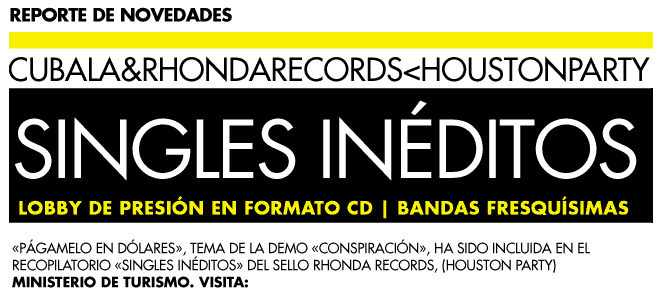 REPORTE DE NOVEDADES
CUBALA&RHONDARECORDS<HOUSTONPARTY
SINGLES INÉDITOS
LOBBY DE PRESIÓN EN FORMATO CD | BANDAS FRESQUÍSIMAS
«PÁGAMELO EN DÓLARES», TEMA DE LA DEMO «CONSPIRACIÓN», HA SIDO INCLUIDA EN EL
RECOPILATORIO «SINGLES INÉDITOS» DEL SELLO RHONDA RECORDS, (HOUSTON PARTY)
MINISTERIO DE TURISMO. VISITA: